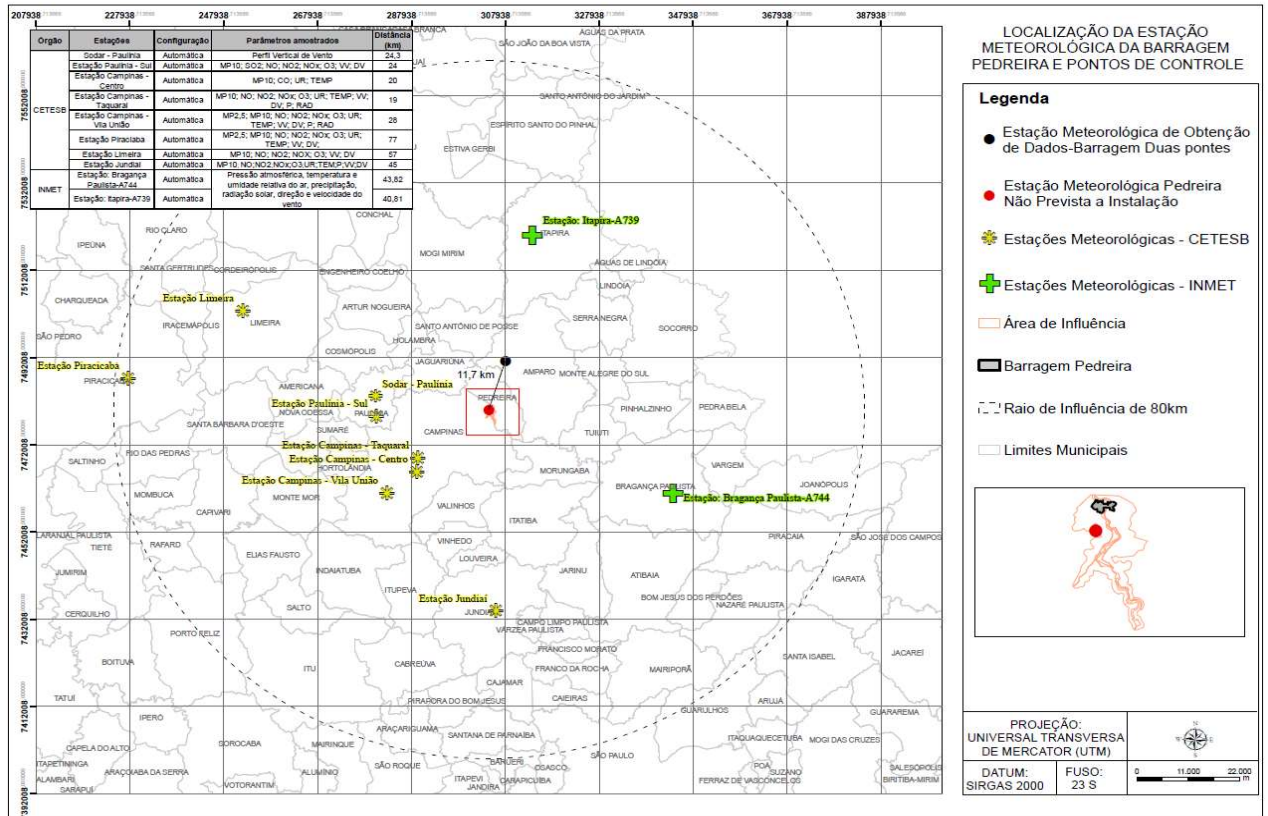 207938
227938
247938
267938
287938
307938
327938
347938
367938
387938
7552008
7532008
7512008
7492008
7472008
7452008
7432008
7412008
7392008
Orgão Estações Configuração Parâmetros amostrados Distância (km)
CETESB
Sodar - Paulínia Automática Perfil Vertical de Vento 24,3
Estação Paulínia - Sul Automática MP10; SO2; NO; NO2; NOx; O3; VV; DV 24
Estação Campinas - Centro Automática MP10; CO; UR; TEMP 20
Estação Campinas - Taquaral Automática MP10; NO; NO2; NOx; O3; UR; TEMP; VV; DV; P; RAD 19
Estação Campinas - Vila União Automática MP2,5; MP10; NO; NO2; NOx; O3; UR; TEMP; VV; DV; P; RAD 28
Estação Piraciaba Automática MP2,5; MP10; NO; NO2; NOx; O3; UR; TEMP; VV; DV; 77
Estação Limeira Automática MP10; NO; NO2; NOX; O3; VV; DV 57
Estação Jundiaí Automática MP10; NO;NO2;NOx;O3;UR;TEM;P;VV;DV 45
INMET
Estação: Bragança Paulista-A744 Automática 43,82
Estação: Itapira-A739 Automática 40,81
Pressão atmosférica, temperatura e
umidade relativa do ar, precipitação,
radiação solar, direção e velocidade do
vento
ÁGUAS DA PRATA
SÃO JOÃO DA BOA VISTA
SANTO ANTÔNIO DO JARDIM
ESPÍRITO SANTO DO PINHAL
ESTIVA GERBI
CONCHAL
Estação: Itapira-A739
ITAPIRA
RIO CLARO
IPEÚNA
MOGI MIRIM
ÁGUAS DE LINDÓIA
SANTA GERTRUDES
CORDEIRÓPOLIS
ENGENHEIRO COELHO
LINDÓIA
CHARQUEADA
Estação Limeira
ARTUR NOGUEIRA
SERRA NEGRA
IRACEMÁPOLIS
LIMEIRA
SANTO ANTÔNIO DE POSSE
SOCORRO
SÃO PEDRO
HOLAMBRA
COSMÓPOLIS
JAGUARIÚNA
Estação Piracicaba
11,7 km
AMPARO
MONTE ALEGRE DO SUL
AMERICANA
Sodar - Paulínia
PEDREIRA
Estação Paulínia - Sul
NOVA ODESSA
PINHALZINHO
PEDRA BELA
SANTA BÁRBARA D'OESTE
SUMARÉ
CAMPINAS
TUIUTI
Estação Campinas - Taquaral
RIO DAS PEDRAS
Estação Campinas - Centro
SALTINHO
HORTOLÂNDIA
MORUNGABA
VARGEM
Estação Campinas - Vila União
BRAGANÇA PAULISTA
JOANÓPOLIS
MOMBUCA
MONTE MOR
Estação: Bragança Paulista-A744
CAPIVARI
VALINHOS
ITATIBA
LARANJAL PAULISTA
PIRACAIA
SÃO JOSÉ DOS CAMPOS
TIETÊ
RAFARD
VINHEDO
ELIAS FAUSTO
LOUVEIRA
JUMIRIM
INDAIATUBA
JARINU
ATIBAIA
IGARATÁ
ITUPEVA
CERQUILHO
SALTO
Estação Jundiaí
BOM JESUS DOS PERDÕES
NAZARÉ PAULISTA
CAMPO LIMPO PAULISTA
VÁRZEA PAULISTA
PORTO FELIZ
FRANCISCO MORATO
JACAREÍ
BOITUVA
ITU
CABREÚVA
FRANCO DA ROCHA
MAIRIPORÃ
SANTA ISABEL
CAJAMAR
TATUÍ
PIRAPORA DO BOM JESUS
CAIEIRAS
ARUJÁ
GUARULHOS
GUARAREMA
IPERÓ
ARAÇARIGUAMA
SANTANA DE PARNAÍBA
CAPELA DO ALTO
SOROCABA
MAIRINQUE
ITAQUAQUECETUBA
MOGI DAS CRUZES
SÃO PAULO
ITAPETININGA
SÃO ROQUE
BARUERI
OSASCO
POÁ
SALESÓPOLIS
ALAMBARI
ARAÇOIABA DA SERRA
ALUMÍNIO
ITAPEVI
CARAPICUÍBA
SUZANO
BIRITIBA-MIRIM
SARAPUÍ
VOTORANTIM
JANDIRA
FERRAZ DE VASCONCELOS
LOCALIZAÇÃO DA ESTAÇÃO
METEOROLÓGICA DA BARRAGEM
PEDREIRA E PONTOS DE CONTROLE
Legenda
Estação Meteorológica de Obtenção
de Dados-Barragem Duas pontes
Estação Meteorológica Pedreira
Não Prevista a Instalação
Estações Meteorológicas - CETESB
Estações Meteorológicas - INMET
Área de Influência
Barragem Pedreira
Raio de Influência de 80km
Limites Municipais
PROJEÇÃO:
UNIVERSAL TRANSVERSA
DE MERCATOR (UTM)
DATUM:
SIRGAS 2000
FUSO:
23 S
0 11.000 22.000
m